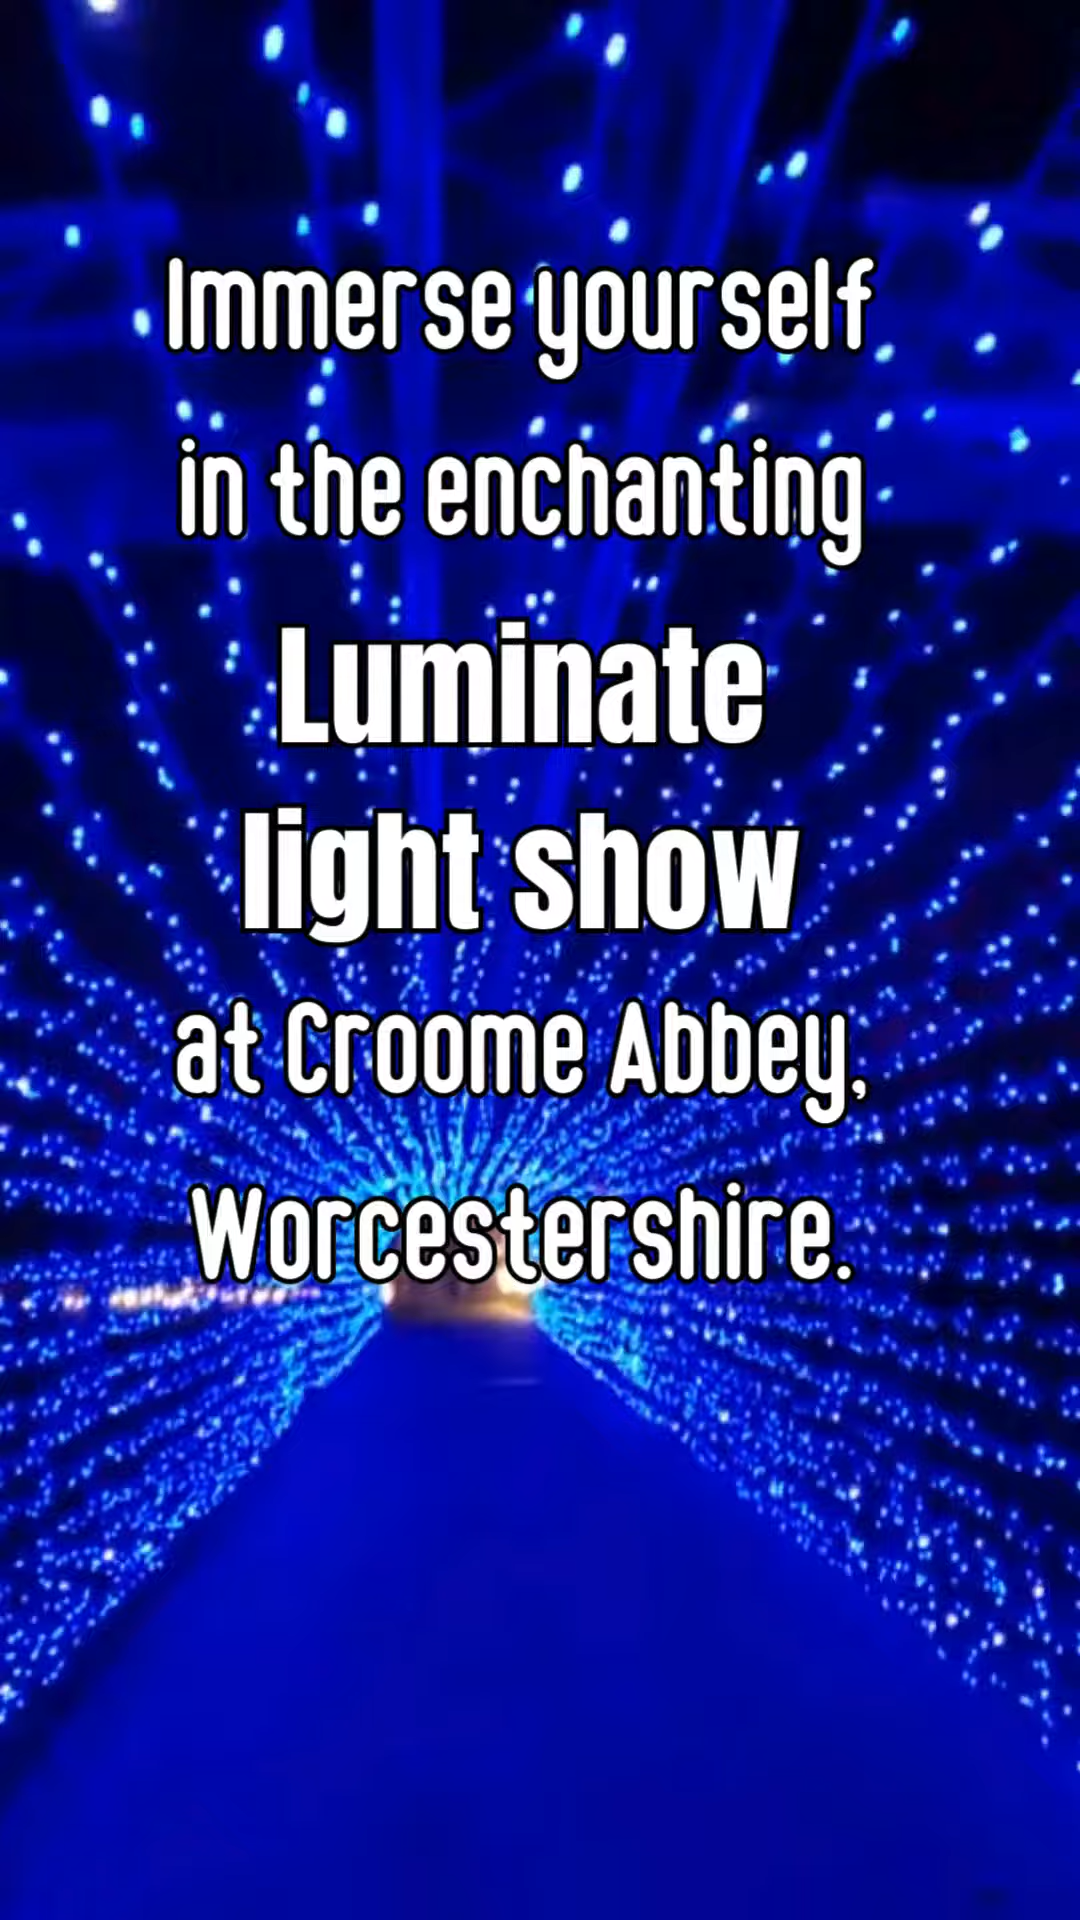 Immerse yourself
in the enchanting
Luminate
light show
at Croome Abbey,
Worcestershire.